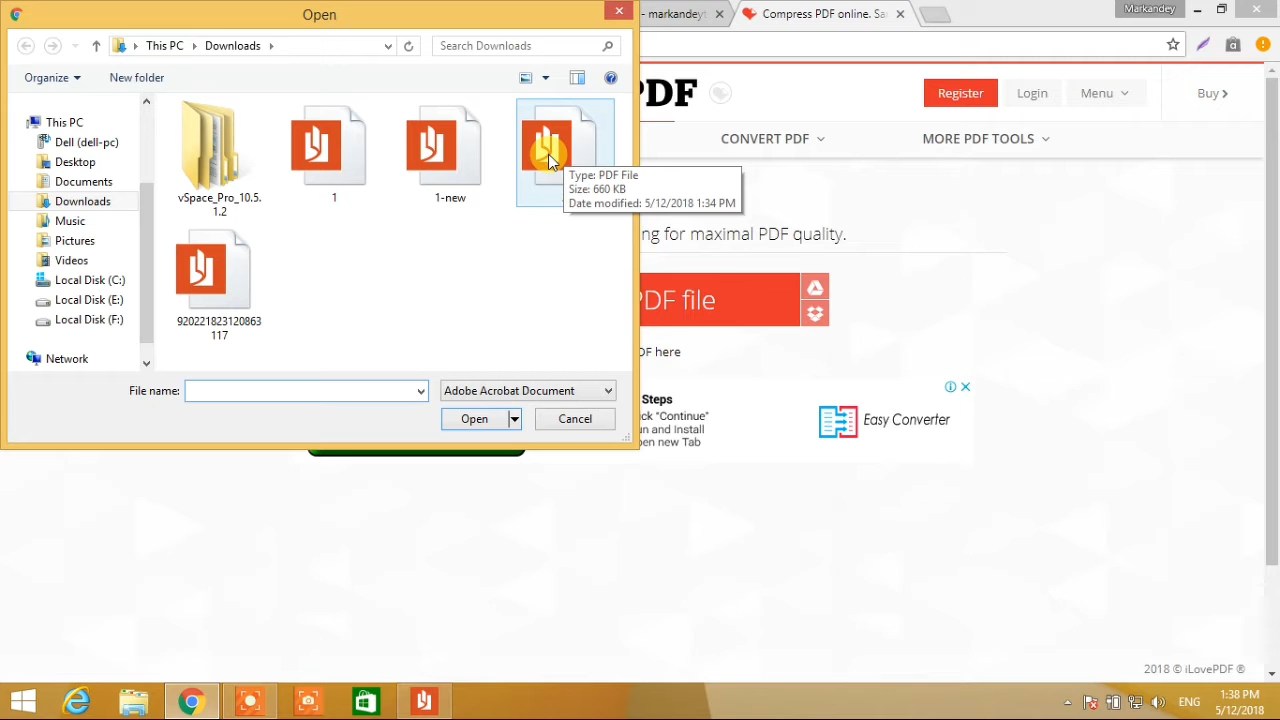 Open
- markandeyt
Compress PDF online. Sa
Markandey
This PC
Downloads
Search Downloads
Organize
New folder
This PC
Dell (dell-pc)
Desktop
Documents
Downloads
Music
Pictures
Videos
Local Disk (C:)
Local Disk (E:)
Local Disk (F:)
Network
vSpace_Pro_10.5.
1.2
1
1-new
920221823120863
117
Type: PDF File
Size: 660 KB
Date modified: 5/12/2018 1:34 PM
File name:
Adobe Acrobat Document
Open
Cancel
PDF
Register
Login
Menu
Buy
CONVERT PDF
MORE PDF TOOLS
ng for maximal PDF quality.
PDF file
DF here
Steps
ck "Continue"
un and Install
pen new Tab
Easy Converter
2018 © iLovePDF ®
ENG
1:38 PM
5/12/2018